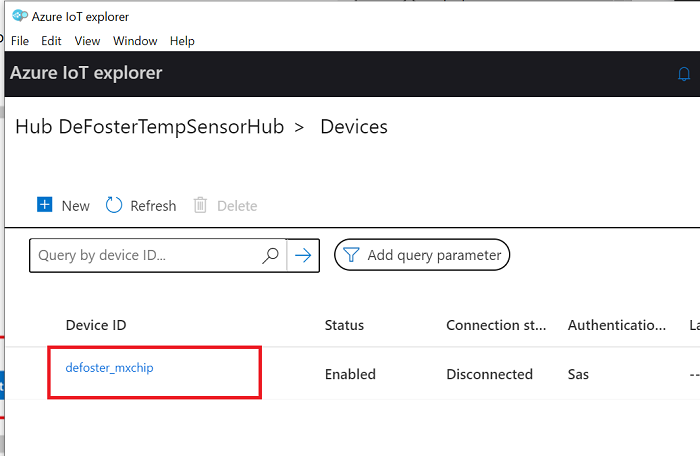 Azure IoT explorer
File Edit View Window Help
Azure IoT explorer
Hub DeFosterTempSensorHub > Devices
New Refresh Delete
Query by device ID... Add query parameter
Device ID Status Connection st... Authenticatio...
defoster_mxchip Enabled Disconnected Sas --